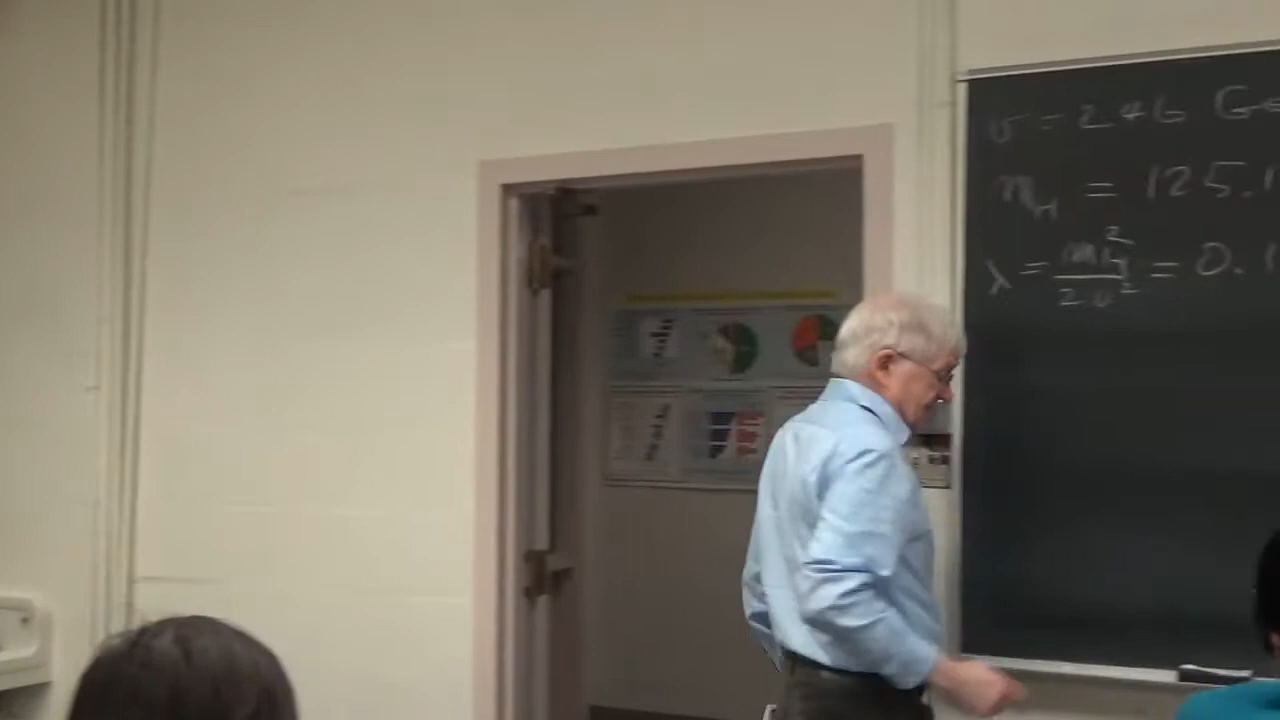 v = 246 Ge
m_H = 125.1
λ = m_H^2 / 2v^2 = 0.1